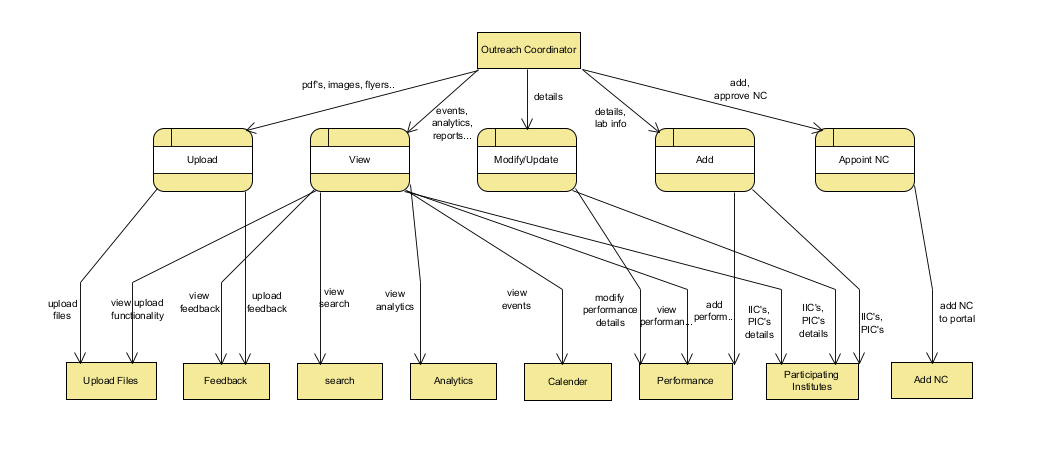 Outreach Coordinator
pdf's, images, flyers..
events,
analytics,
reports...
details
details,
lab info
add,
approve NC
Upload
View
Modify/Update
Add
Appoint NC
upload
files
view upload
functionality
view
feedback
upload
feedback
view
search
view
analytics
view
events
modify
performance
details
view
performan...
add
perform..
IIC's,
PIC's
details
IIC's,
PIC's
details
IIC's,
PIC's
add NC
to portal
Upload Files
Feedback
search
Analytics
Calender
Performance
Participating
Institutes
Add NC